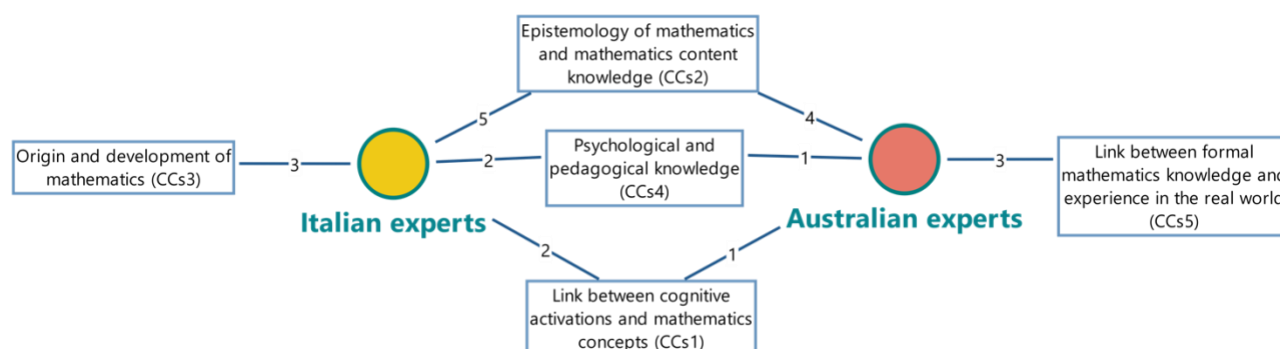 Epistemology of mathematics
and mathematics content
knowledge (CCs2)
5
4
Origin and development of
mathematics (CCs3)
3
2
Psychological and
pedagogical knowledge
(CCs4)
1
3
Link between formal
mathematics knowledge and
experience in the real world
(CCs5)
Italian experts
Australian experts
2
1
Link between cognitive
activations and mathematics
concepts (CCs1)